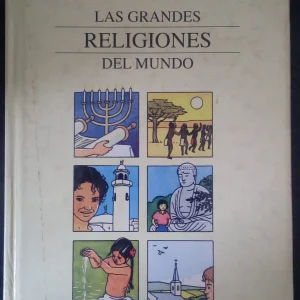 LAS GRANDES
RELIGIONES
DEL MUNDO